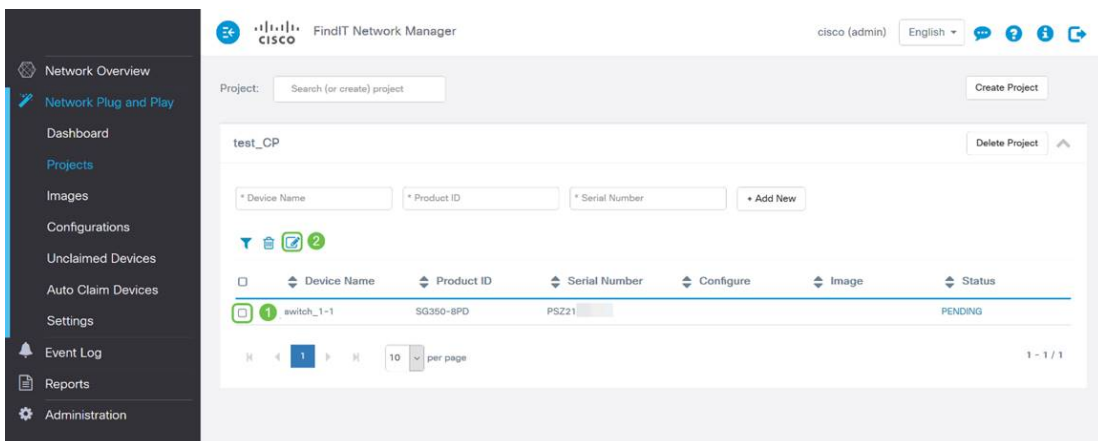 CISCO FindIT Network Manager cisco (admin) English
Network Overview
Network Plug and Play
Dashboard
Projects
Images
Configurations
Unclaimed Devices
Auto Claim Devices
Settings
Event Log
Reports
Administration
Project: Search (or create) project Create Project
test_CP Delete Project
* Device Name * Product ID * Serial Number + Add New
2
Device Name Product ID Serial Number Configure Image Status
1 switch_1-1 SG350-8PD PSZ21 PENDING
1 10 per page 1 - 1 / 1